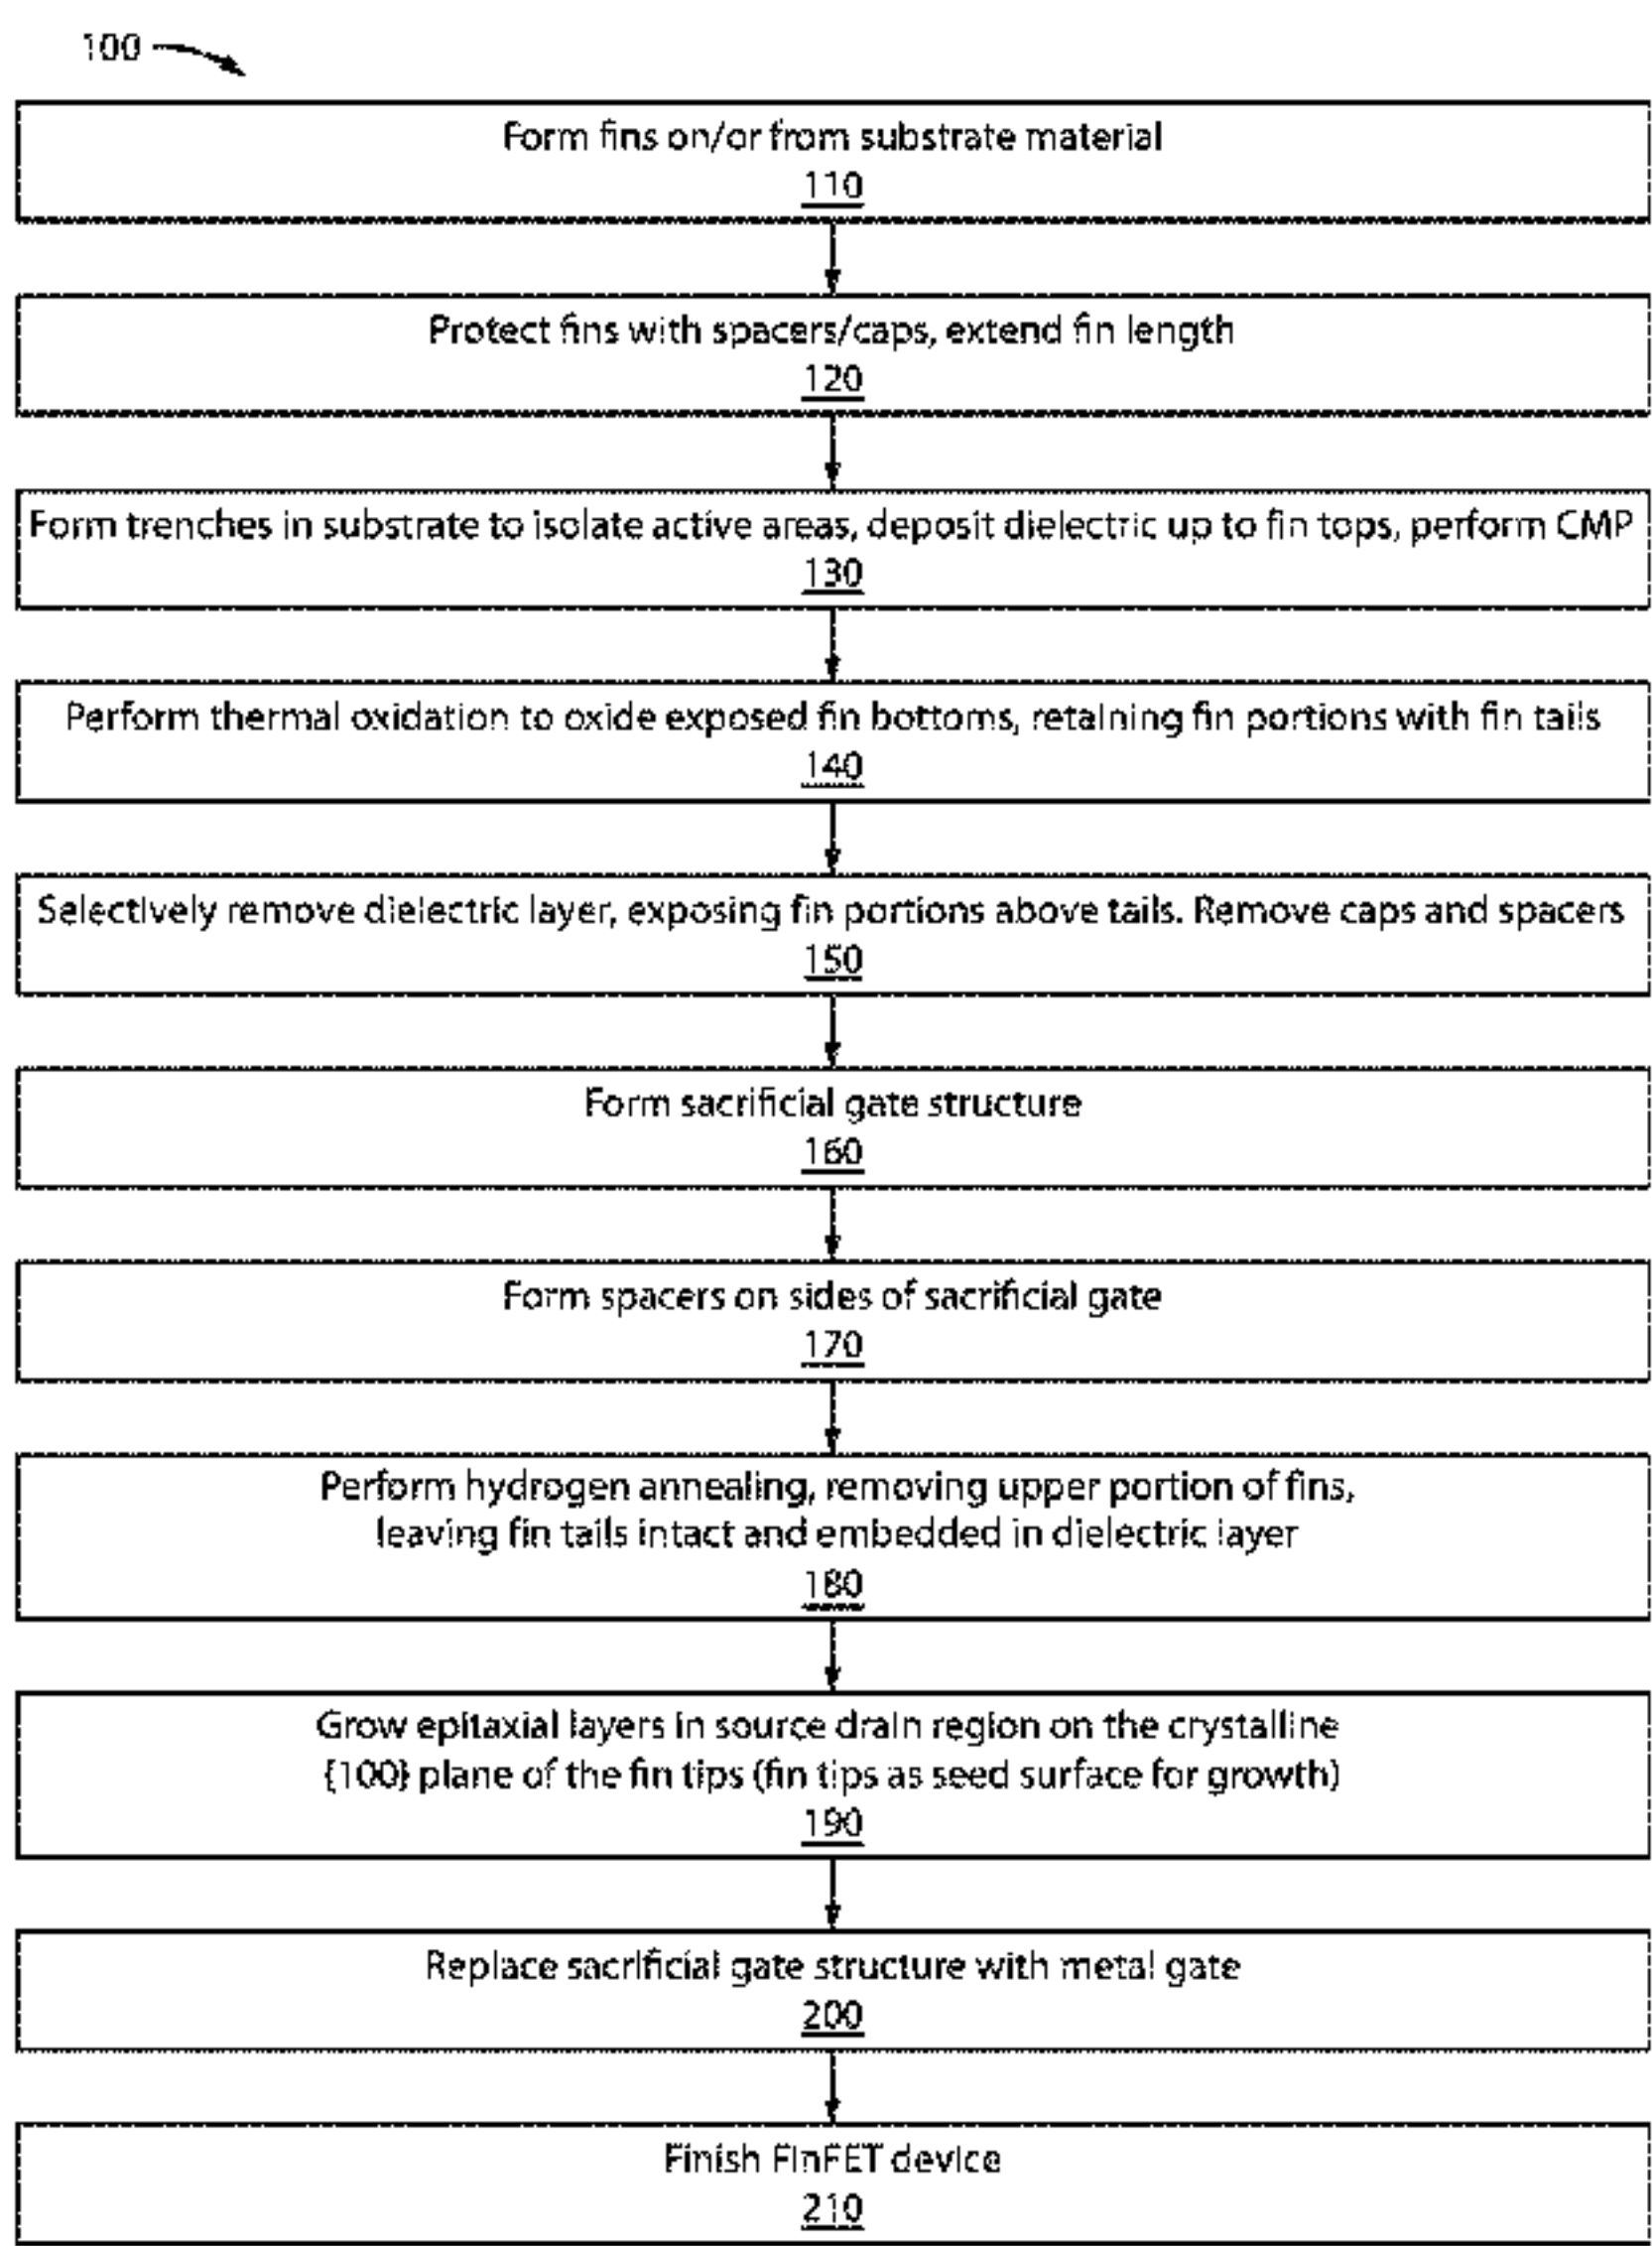 100
Form fins on/or from substrate material
110
Protect fins with spacers/caps, extend fin length
120
Form trenches in substrate to isolate active areas, deposit dielectric up to fin tops, perform CMP
130
Perform thermal oxidation to oxide exposed fin bottoms, retaining fin portions with fin tails
140
Selectively remove dielectric layer, exposing fin portions above tails. Remove caps and spacers
150
Form sacrificial gate structure
160
Form spacers on sides of sacrificial gate
170
Perform hydrogen annealing, removing upper portion of fins,
leaving fin tails intact and embedded in dielectric layer
180
Grow epitaxial layers in source drain region on the crystalline
{100} plane of the fin tips (fin tips as seed surface for growth)
190
Replace sacrificial gate structure with metal gate
200
Finish FinFET device
210